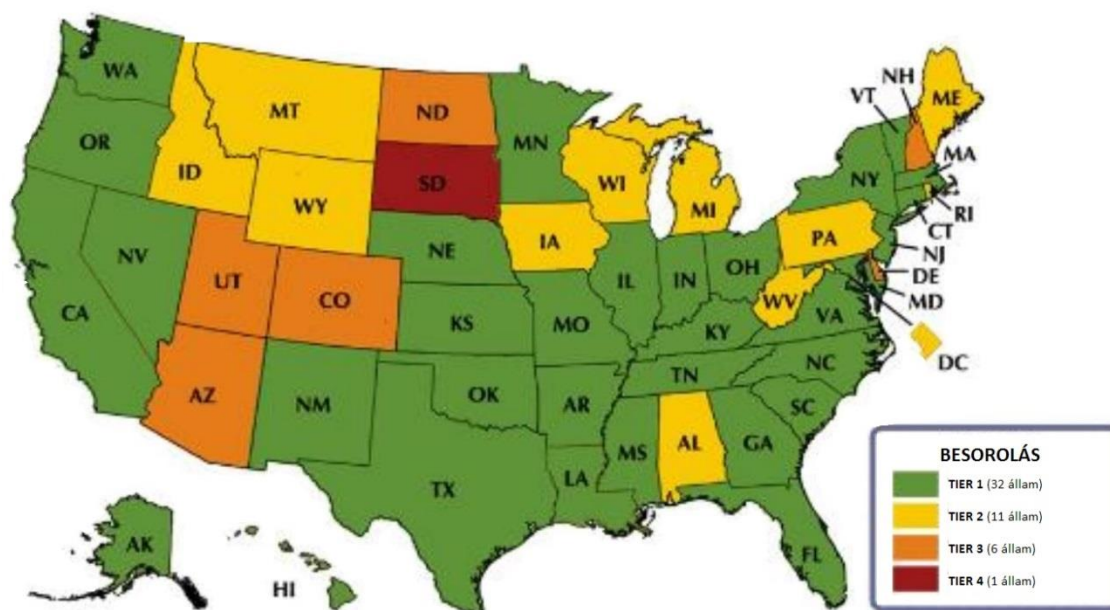 WA
OR
CA
NV
ID
MT
WY
UT
CO
AZ
NM
ND
SD
NE
KS
OK
TX
MN
IA
MO
AR
LA
WI
IL
MI
IN
OH
KY
TN
MS
AL
GA
FL
SC
NC
VA
WV
PA
NY
VT
NH
ME
MA
RI
CT
NJ
DE
MD
DC
AK
HI
BESOROLÁS
TIER 1 (32 állam)
TIER 2 (11 állam)
TIER 3 (6 állam)
TIER 4 (1 állam)